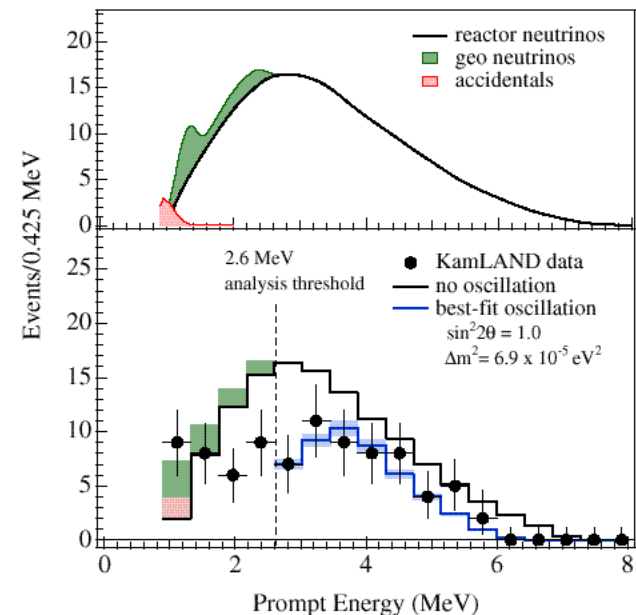 20
15
10
5
0
reactor neutrinos
geo neutrinos
accidentals
Events/0.425 MeV
25
20
15
10
5
0
2.6 MeV
analysis threshold
KamLAND data
no oscillation
best-fit oscillation
sin²2θ = 1.0
Δm²= 6.9 x 10⁻⁵ eV²
0 2 4 6 8
Prompt Energy (MeV)